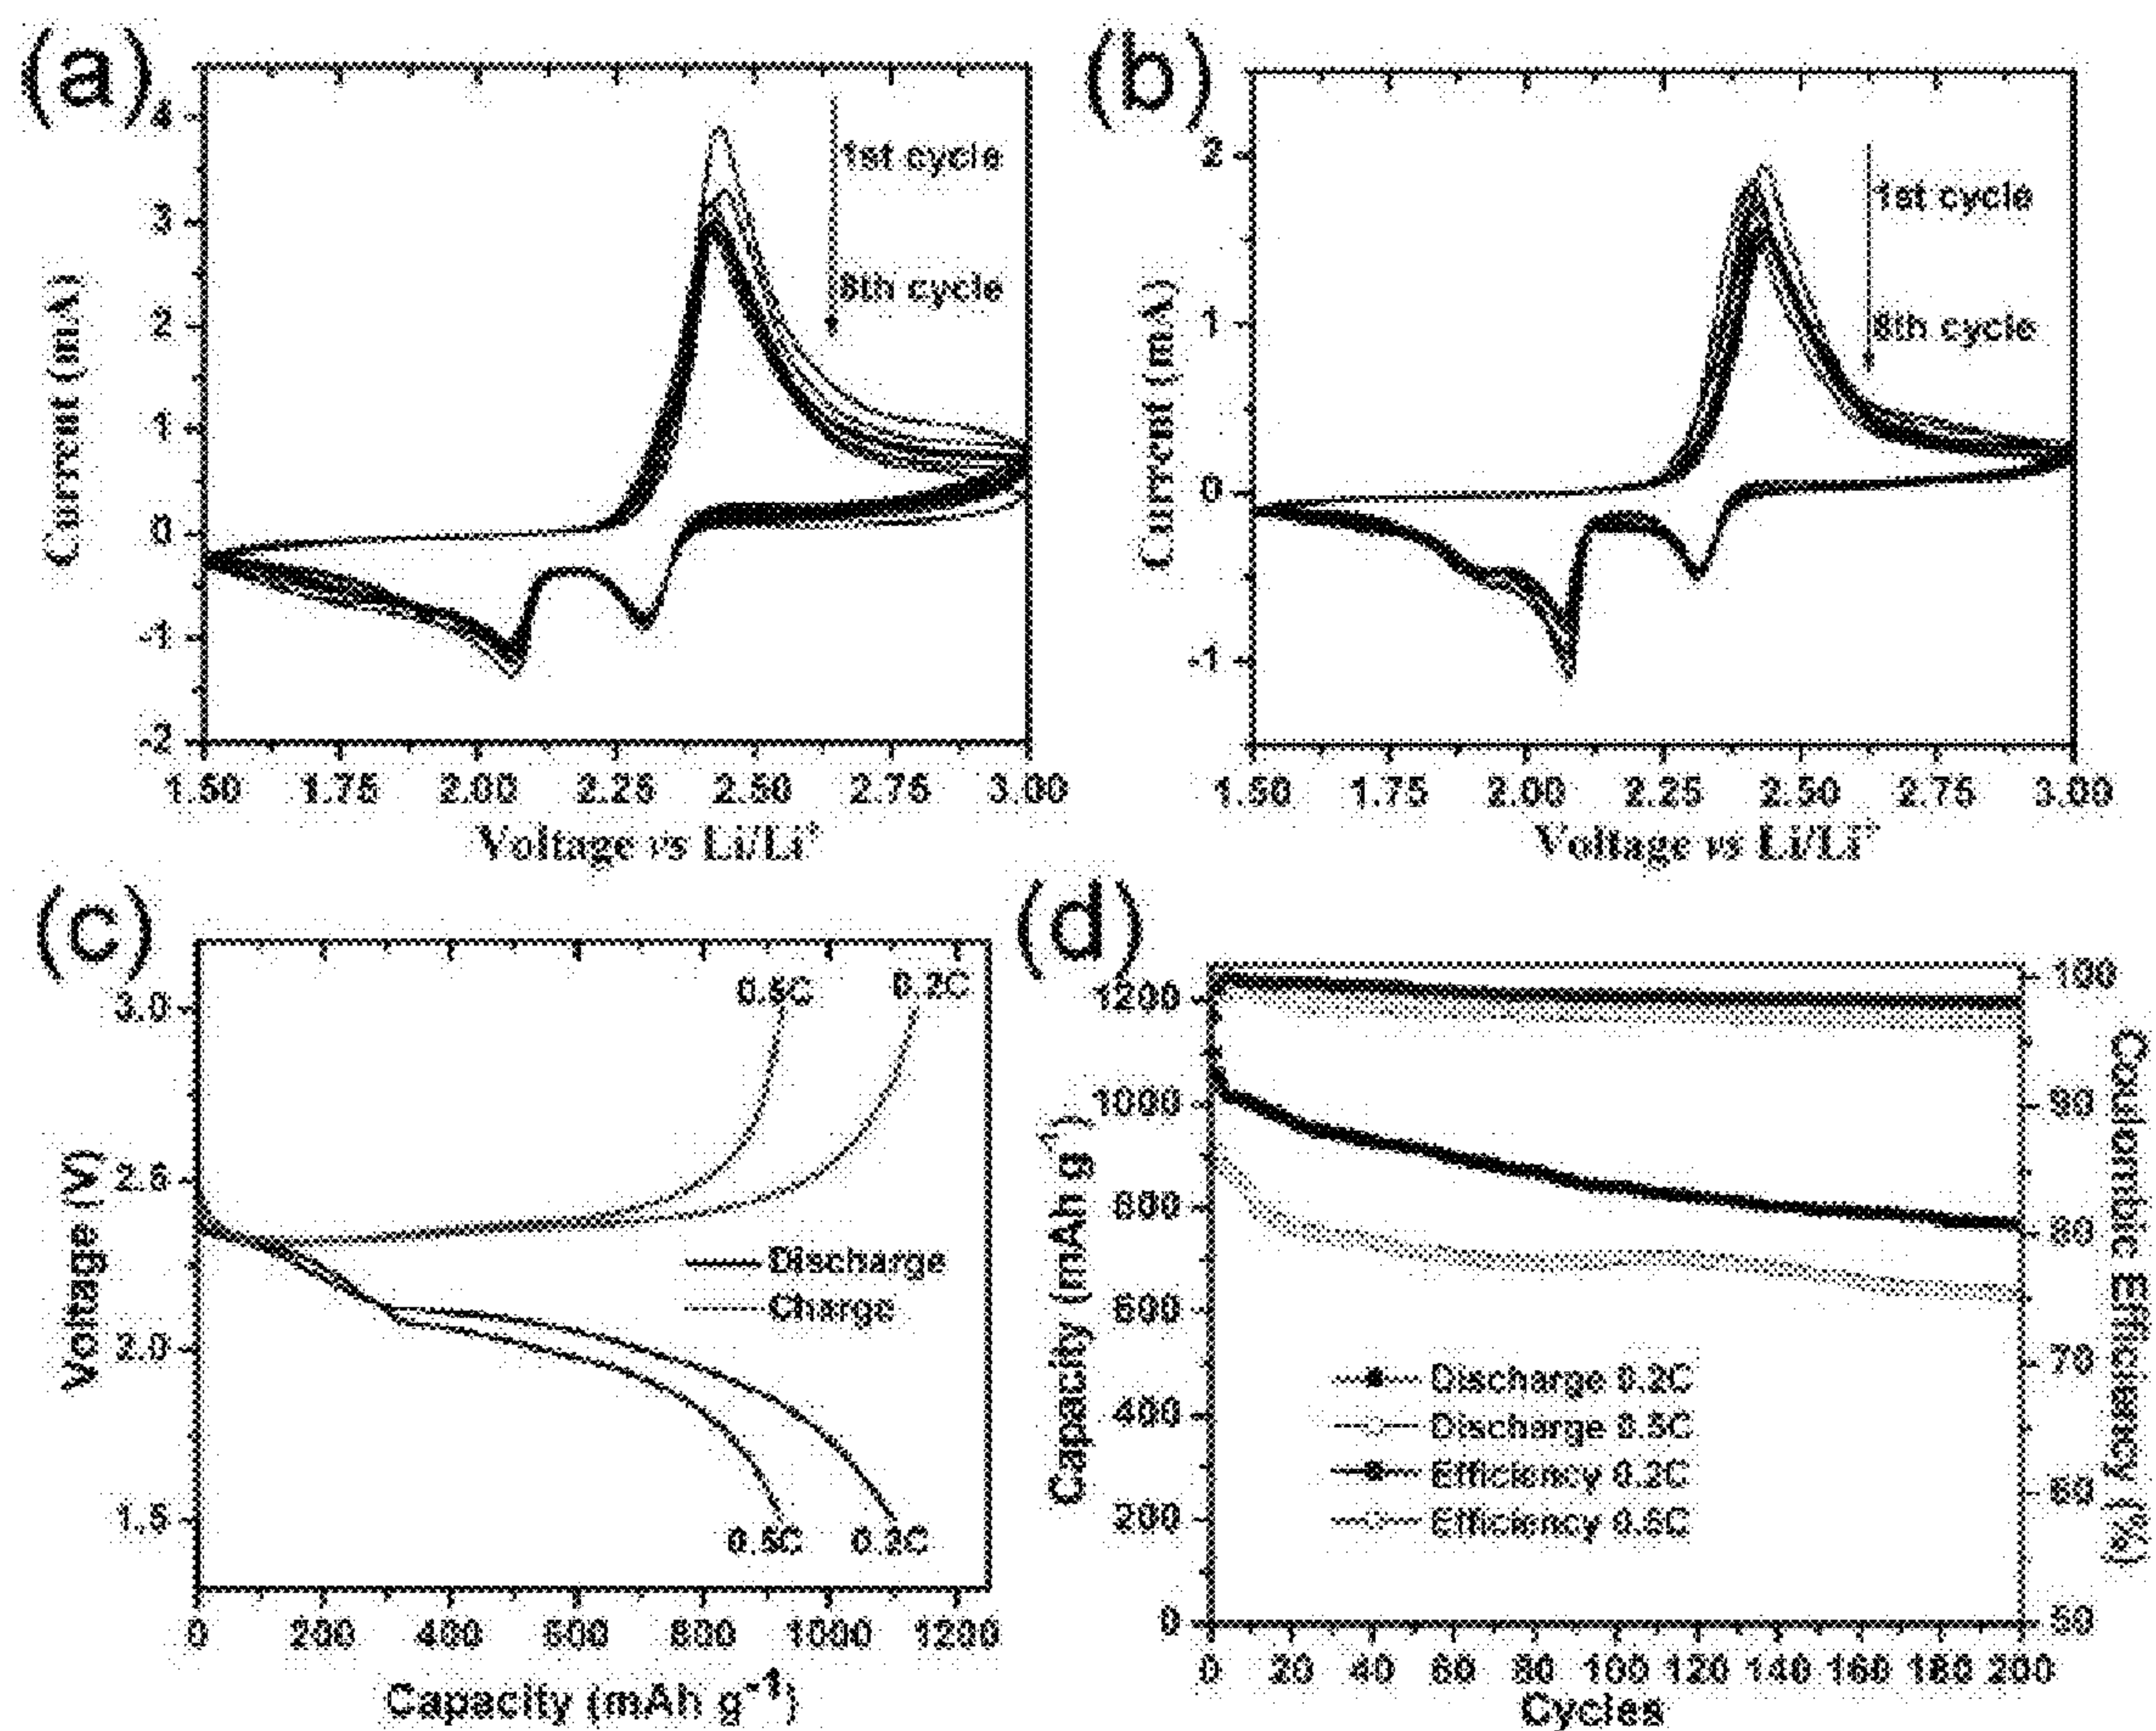 (a)
4
3
2
1
0
-1
-2
1st cycle
8th cycle
Current (mA)
1.50 1.75 2.00 2.25 2.50 2.75 3.00
Voltage vs Li/Li+
(b)
2
1
0
-1
1st cycle
8th cycle
Current (mA)
1.50 1.75 2.00 2.25 2.50 2.75 3.00
Voltage vs Li/Li+
(c)
3.0
2.5
2.0
1.5
0.5C 0.2C
Discharge
Charge
0.5C 0.2C
Voltage (V)
0 200 400 600 800 1000 1200
Capacity (mAh g-1)
(d)
1200
1000
800
600
400
200
0
Capacity (mAh g-1)
Discharge 0.2C
Discharge 0.5C
Efficiency 0.2C
Efficiency 0.5C
100
90
80
70
60
50
Coulombic Efficiency (%)
0 20 40 60 80 100 120 140 160 180 200
Cycles